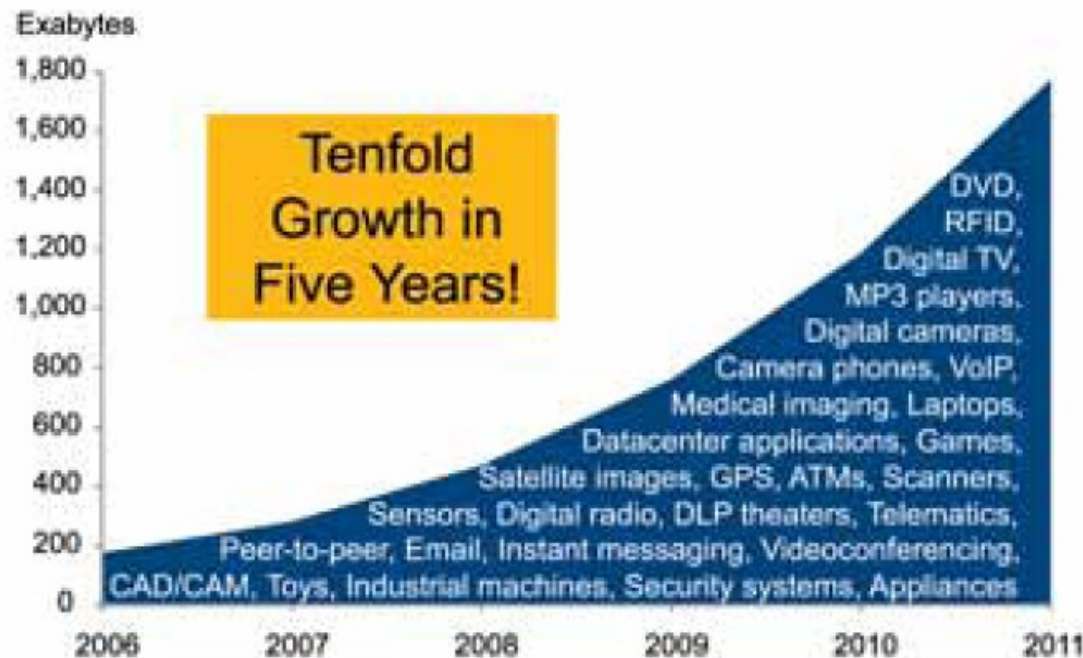 Exabytes
1,800
1,600
1,400
1,200
1,000
800
600
400
200
0
Tenfold
Growth in
Five Years!
DVD,
RFID,
Digital TV,
MP3 players,
Digital cameras,
Camera phones, VoIP,
Medical imaging, Laptops,
Datacenter applications, Games,
Satellite images, GPS, ATMs, Scanners,
Sensors, Digital radio, DLP theaters, Telematics,
Peer-to-peer, Email, Instant messaging, Videoconferencing,
CAD/CAM, Toys, Industrial machines, Security systems, Appliances
2006 2007 2008 2009 2010 2011